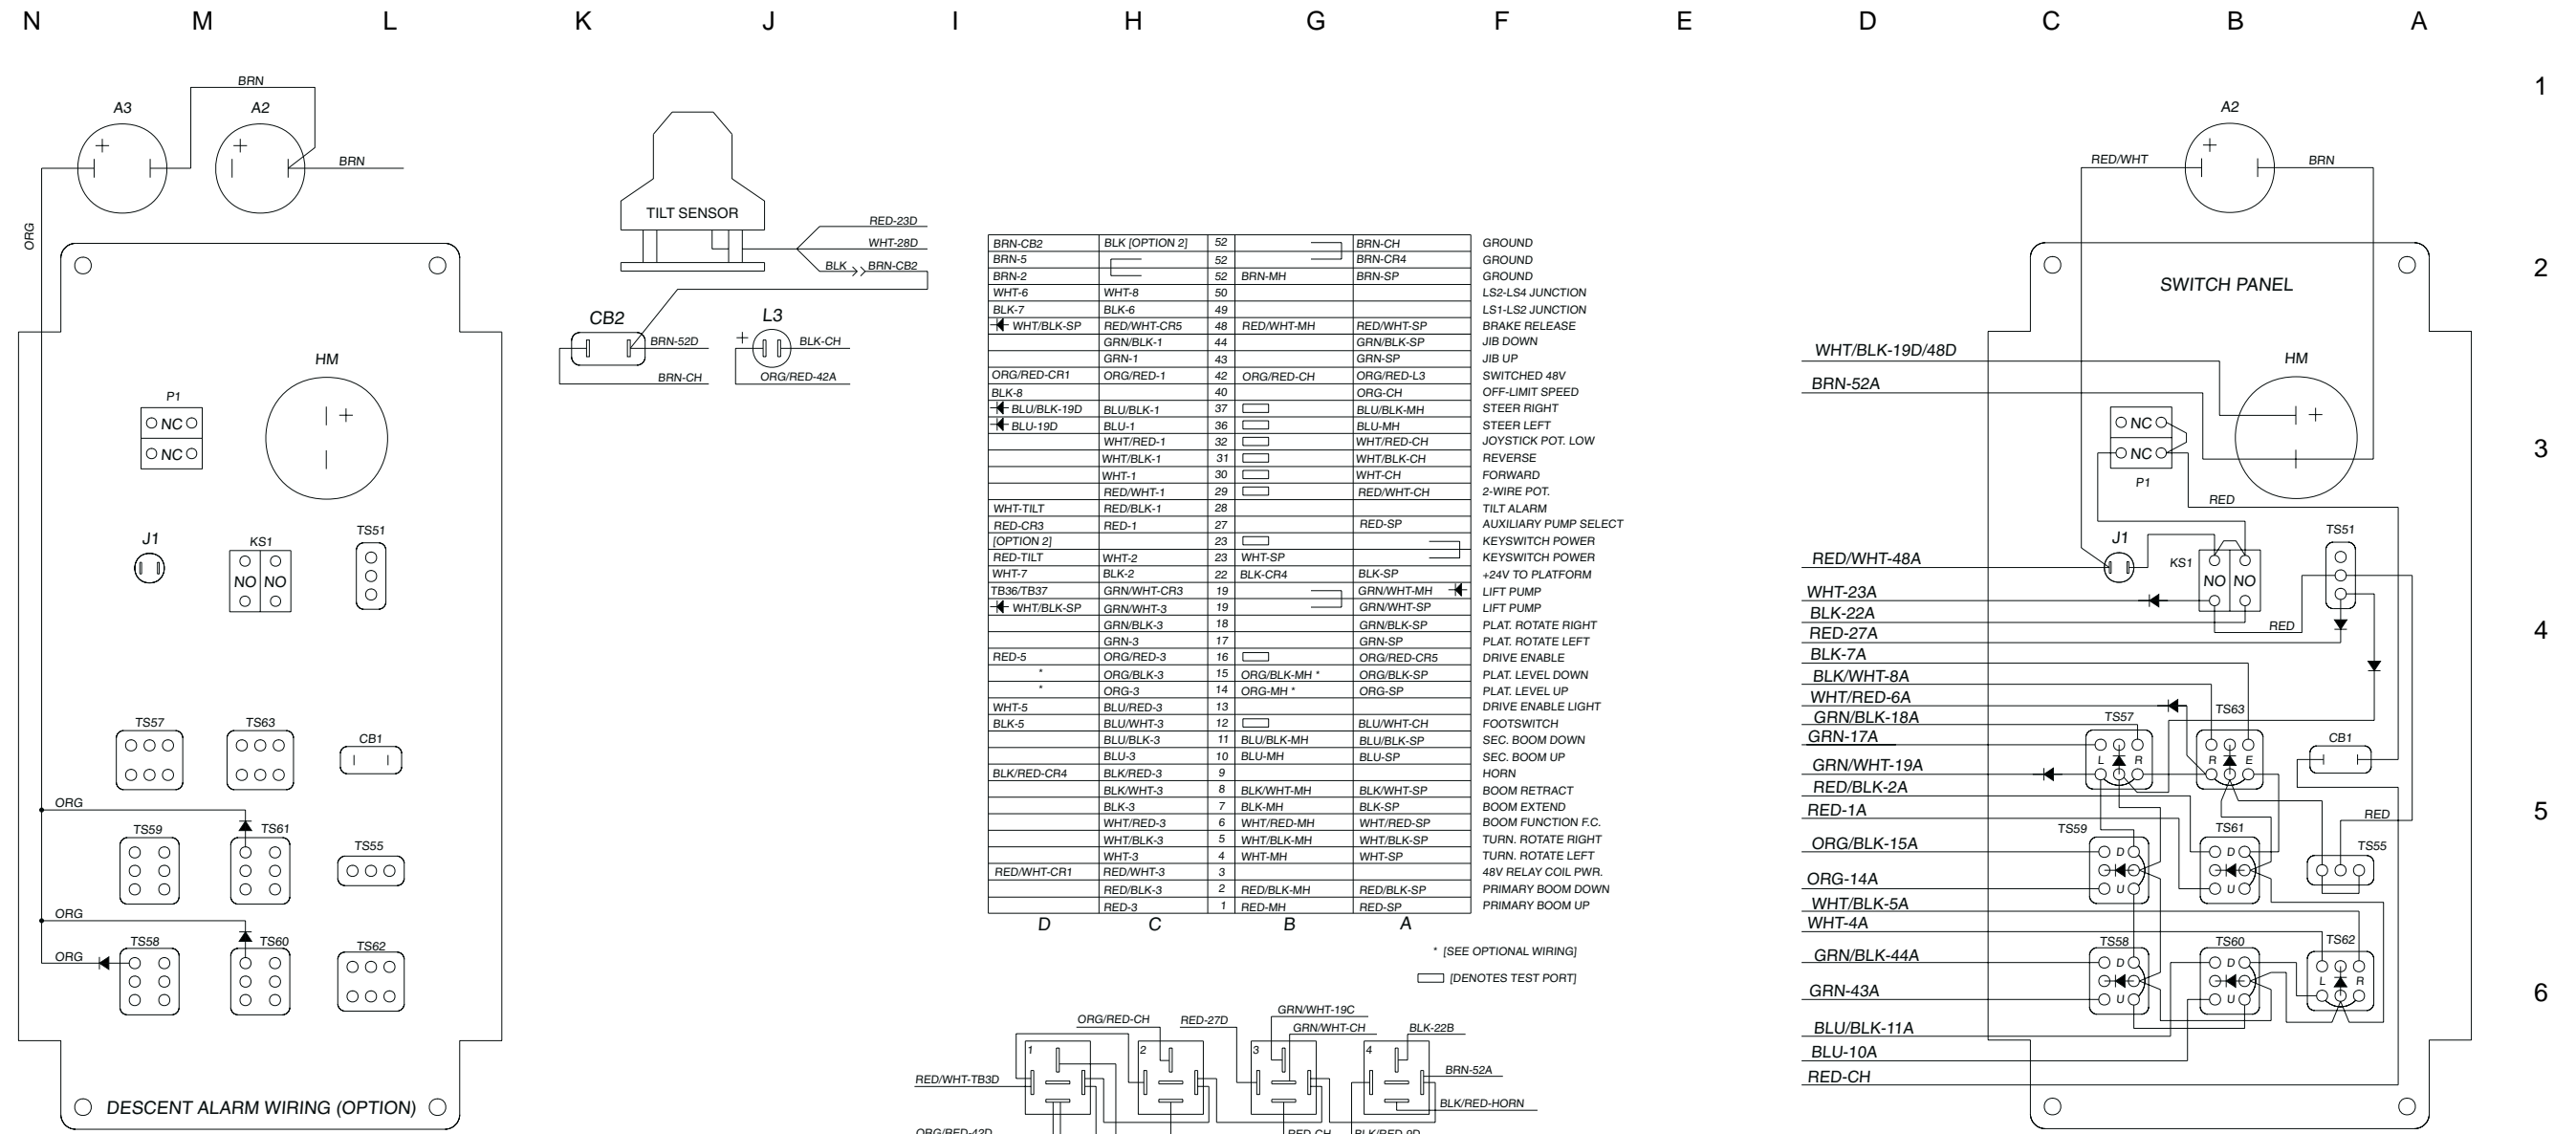 N M L K J I H G F E D C B A
1
2
3
4
5
6
BRN
A3
A2
BRN
ORG
HM
P1
NC
NC
J1
KS1
NO NO
TS51
TS57
TS63
CB1
ORG
TS59
TS61
TS55
ORG
TS58
TS60
TS62
ORG
DESCENT ALARM WIRING (OPTION)
TILT SENSOR
RED-23D
WHT-28D
BLK BRN-CB2
CB2
BRN-52D
BRN-CH
L3
+
BLK-CH
ORG/RED-42A
BRN-CB2 BLK [OPTION 2] 52 BRN-CH GROUND
BRN-5 52 BRN-CR4 GROUND
BRN-2 52 BRN-MH BRN-SP GROUND
WHT-6 WHT-8 50 LS2-LS4 JUNCTION
BLK-7 BLK-6 49 LS1-LS2 JUNCTION
WHT/BLK-SP RED/WHT-CR5 48 RED/WHT-MH RED/WHT-SP BRAKE RELEASE
GRN/BLK-1 44 GRN/BLK-SP JIB DOWN
GRN-1 43 GRN-SP JIB UP
ORG/RED-CR1 ORG/RED-1 42 ORG/RED-CH ORG/RED-L3 SWITCHED 48V
BLK-8 40 ORG-CH OFF-LIMIT SPEED
BLU/BLK-19D BLU/BLK-1 37 BLU/BLK-MH STEER RIGHT
BLU-19D BLU-1 36 BLU-MH STEER LEFT
WHT/RED-1 32 WHT/RED-CH JOYSTICK POT. LOW
WHT/BLK-1 31 WHT/BLK-CH REVERSE
WHT-1 30 WHT-CH FORWARD
RED/WHT-1 29 RED/WHT-CH 2-WIRE POT.
WHT-TILT RED/BLK-1 28 TILT ALARM
RED-CR3 RED-1 27 RED-SP AUXILIARY PUMP SELECT
[OPTION 2] 23 KEYSWITCH POWER
RED-TILT WHT-2 23 WHT-SP KEYSWITCH POWER
WHT-7 BLK-2 22 BLK-CR4 BLK-SP +24V TO PLATFORM
TB36/TB37 GRN/WHT-CR3 19 GRN/WHT-MH LIFT PUMP
WHT/BLK-SP GRN/WHT-3 19 GRN/WHT-SP LIFT PUMP
GRN/BLK-3 18 GRN/BLK-SP PLAT. ROTATE RIGHT
GRN-3 17 GRN-SP PLAT. ROTATE LEFT
RED-5 ORG/RED-3 16 ORG/RED-CR5 DRIVE ENABLE
* ORG/BLK-3 15 ORG/BLK-MH * ORG/BLK-SP PLAT. LEVEL DOWN
* ORG-3 14 ORG-MH * ORG-SP PLAT. LEVEL UP
WHT-5 BLU/RED-3 13 DRIVE ENABLE LIGHT
BLK-5 BLU/WHT-3 12 BLU/WHT-CH FOOTSWITCH
BLU/BLK-3 11 BLU/BLK-MH BLU/BLK-SP SEC. BOOM DOWN
BLU-3 10 BLU-MH BLU-SP SEC. BOOM UP
BLK/RED-CR4 BLK/RED-3 9 HORN
BLK/WHT-3 8 BLK/WHT-MH BLK/WHT-SP BOOM RETRACT
BLK-3 7 BLK-MH BLK-SP BOOM EXTEND
WHT/RED-3 6 WHT/RED-MH WHT/RED-SP BOOM FUNCTION F.C.
WHT/BLK-3 5 WHT/BLK-MH WHT/BLK-SP TURN. ROTATE RIGHT
WHT-3 4 WHT-MH WHT-SP TURN. ROTATE LEFT
RED/WHT-CR1 RED/WHT-3 3 48V RELAY COIL PWR.
RED/BLK-3 2 RED/BLK-MH RED/BLK-SP PRIMARY BOOM DOWN
RED-3 1 RED-MH RED-SP PRIMARY BOOM UP
D C B A
* [SEE OPTIONAL WIRING]
[DENOTES TEST PORT]
ORG/RED-CH
RED-27D
GRN/WHT-19C
GRN/WHT-CH
BLK-22B
1 2 3 4
RED/WHT-TB3D
BRN-52A
BLK/RED-HORN
ORG/RED-42D
RED-CH
BLK/RED-9D
A2
RED/WHT
BRN
SWITCH PANEL
WHT/BLK-19D/48D
BRN-52A
HM
NC
NC
P1
RED
J1
KS1
NO NO
TS51
RED/WHT-48A
WHT-23A
BLK-22A
RED-27A
RED
BLK-7A
BLK/WHT-8A
WHT/RED-6A
GRN/BLK-18A
GRN-17A
TS57
L R
TS63
R E
CB1
GRN/WHT-19A
RED/BLK-2A
RED-1A
RED
TS59
D
U
TS61
D
U
TS55
ORG/BLK-15A
ORG-14A
WHT/BLK-5A
WHT-4A
TS58
D
U
TS60
D
U
TS62
L R
GRN/BLK-44A
GRN-43A
BLU/BLK-11A
BLU-10A
RED-CH